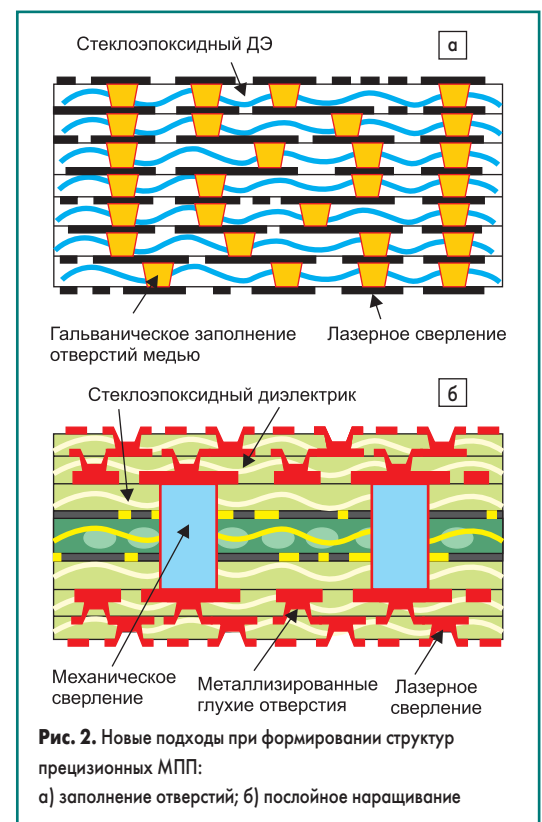 Стеклоэпоксидный ДЭ
а
Гальваническое заполнение
отверстий медью
Лазерное сверление
Стеклоэпоксидный диэлектрик
б
Механическое
сверление
Металлизированные
глухие отверстия
Лазерное
сверление
Рис. 2. Новые подходы при формировании структур
прецизионных МПП:
а) заполнение отверстий; б) послойное наращивание